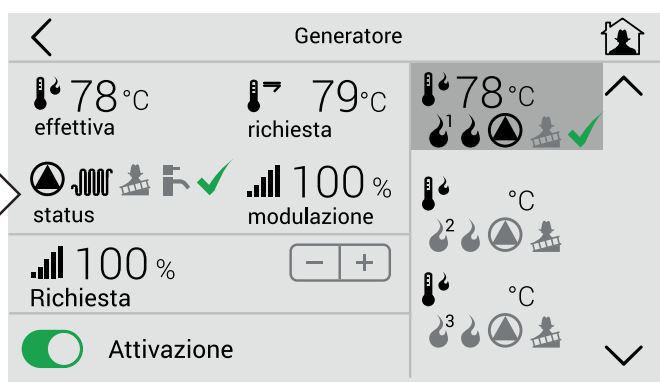 Generatore
78 °C
effettiva
79 °C
richiesta
status
100 %
modulazione
100 %
Richiesta
− +
Attivazione
78 °C
1
°C
2
°C
3